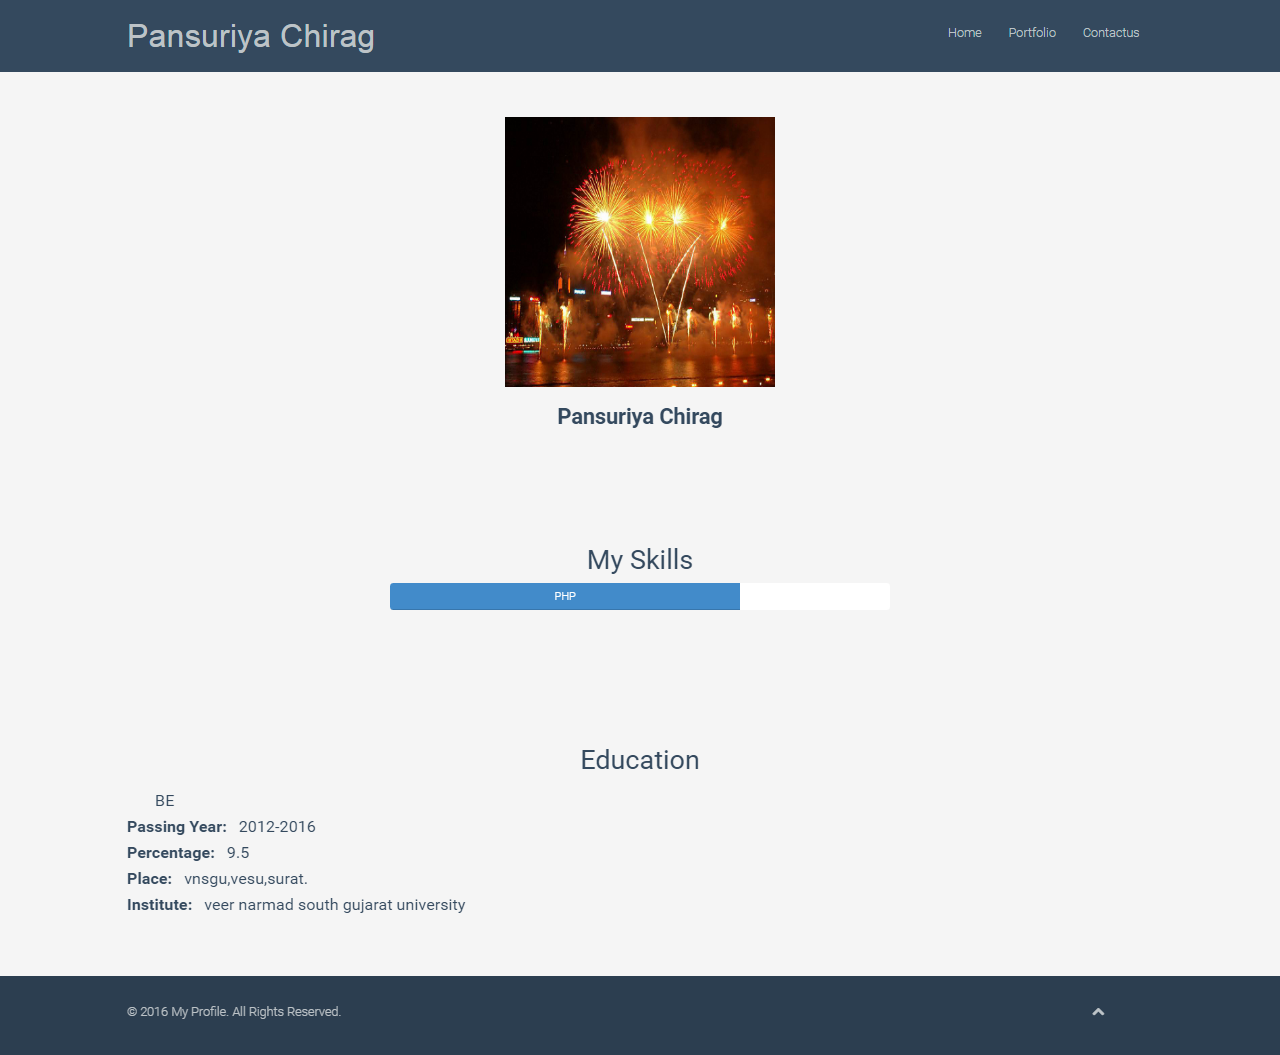 Pansuriya Chirag
Home Portfolio Contactus
Pansuriya Chirag
My Skills
PHP
Education
BE
Passing Year: 2012-2016
Percentage: 9.5
Place: vnsgu,vesu,surat.
Institute: veer narmad south gujarat university
© 2016 My Profile. All Rights Reserved.